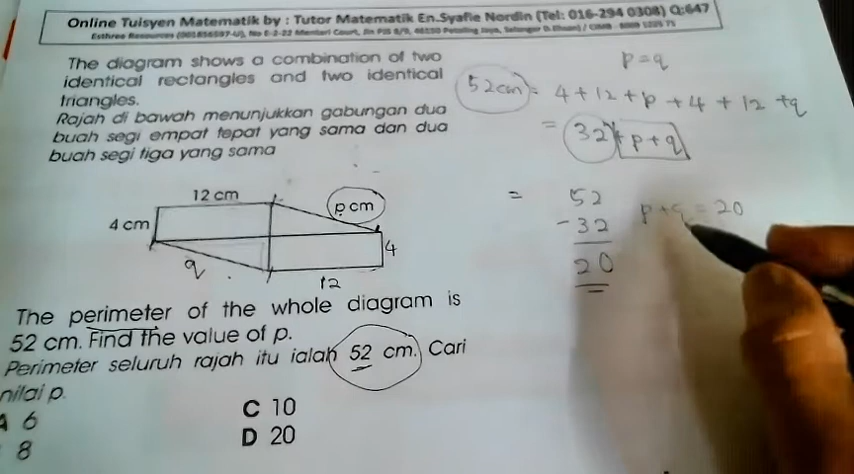 Online Tuisyen Matematik by : Tutor Matematik En.Syafie Nordin (Tel: 016-294 0308) Q:647
The diagram shows a combination of two
identical rectangles and two identical
triangles.
Rajah di bawah menunjukkan gabungan dua
buah segi empat tepat yang sama dan dua
buah segi tiga yang sama
p=q
52cm = 4+12+p+4+12+q
= 32+p+q
= 52
-32
20
p+q = 20
12 cm
p cm
4 cm
4
q
12
The perimeter of the whole diagram is
52 cm. Find the value of p.
Perimeter seluruh rajah itu ialah 52 cm. Cari
nilai p.
A 6
8
C 10
D 20